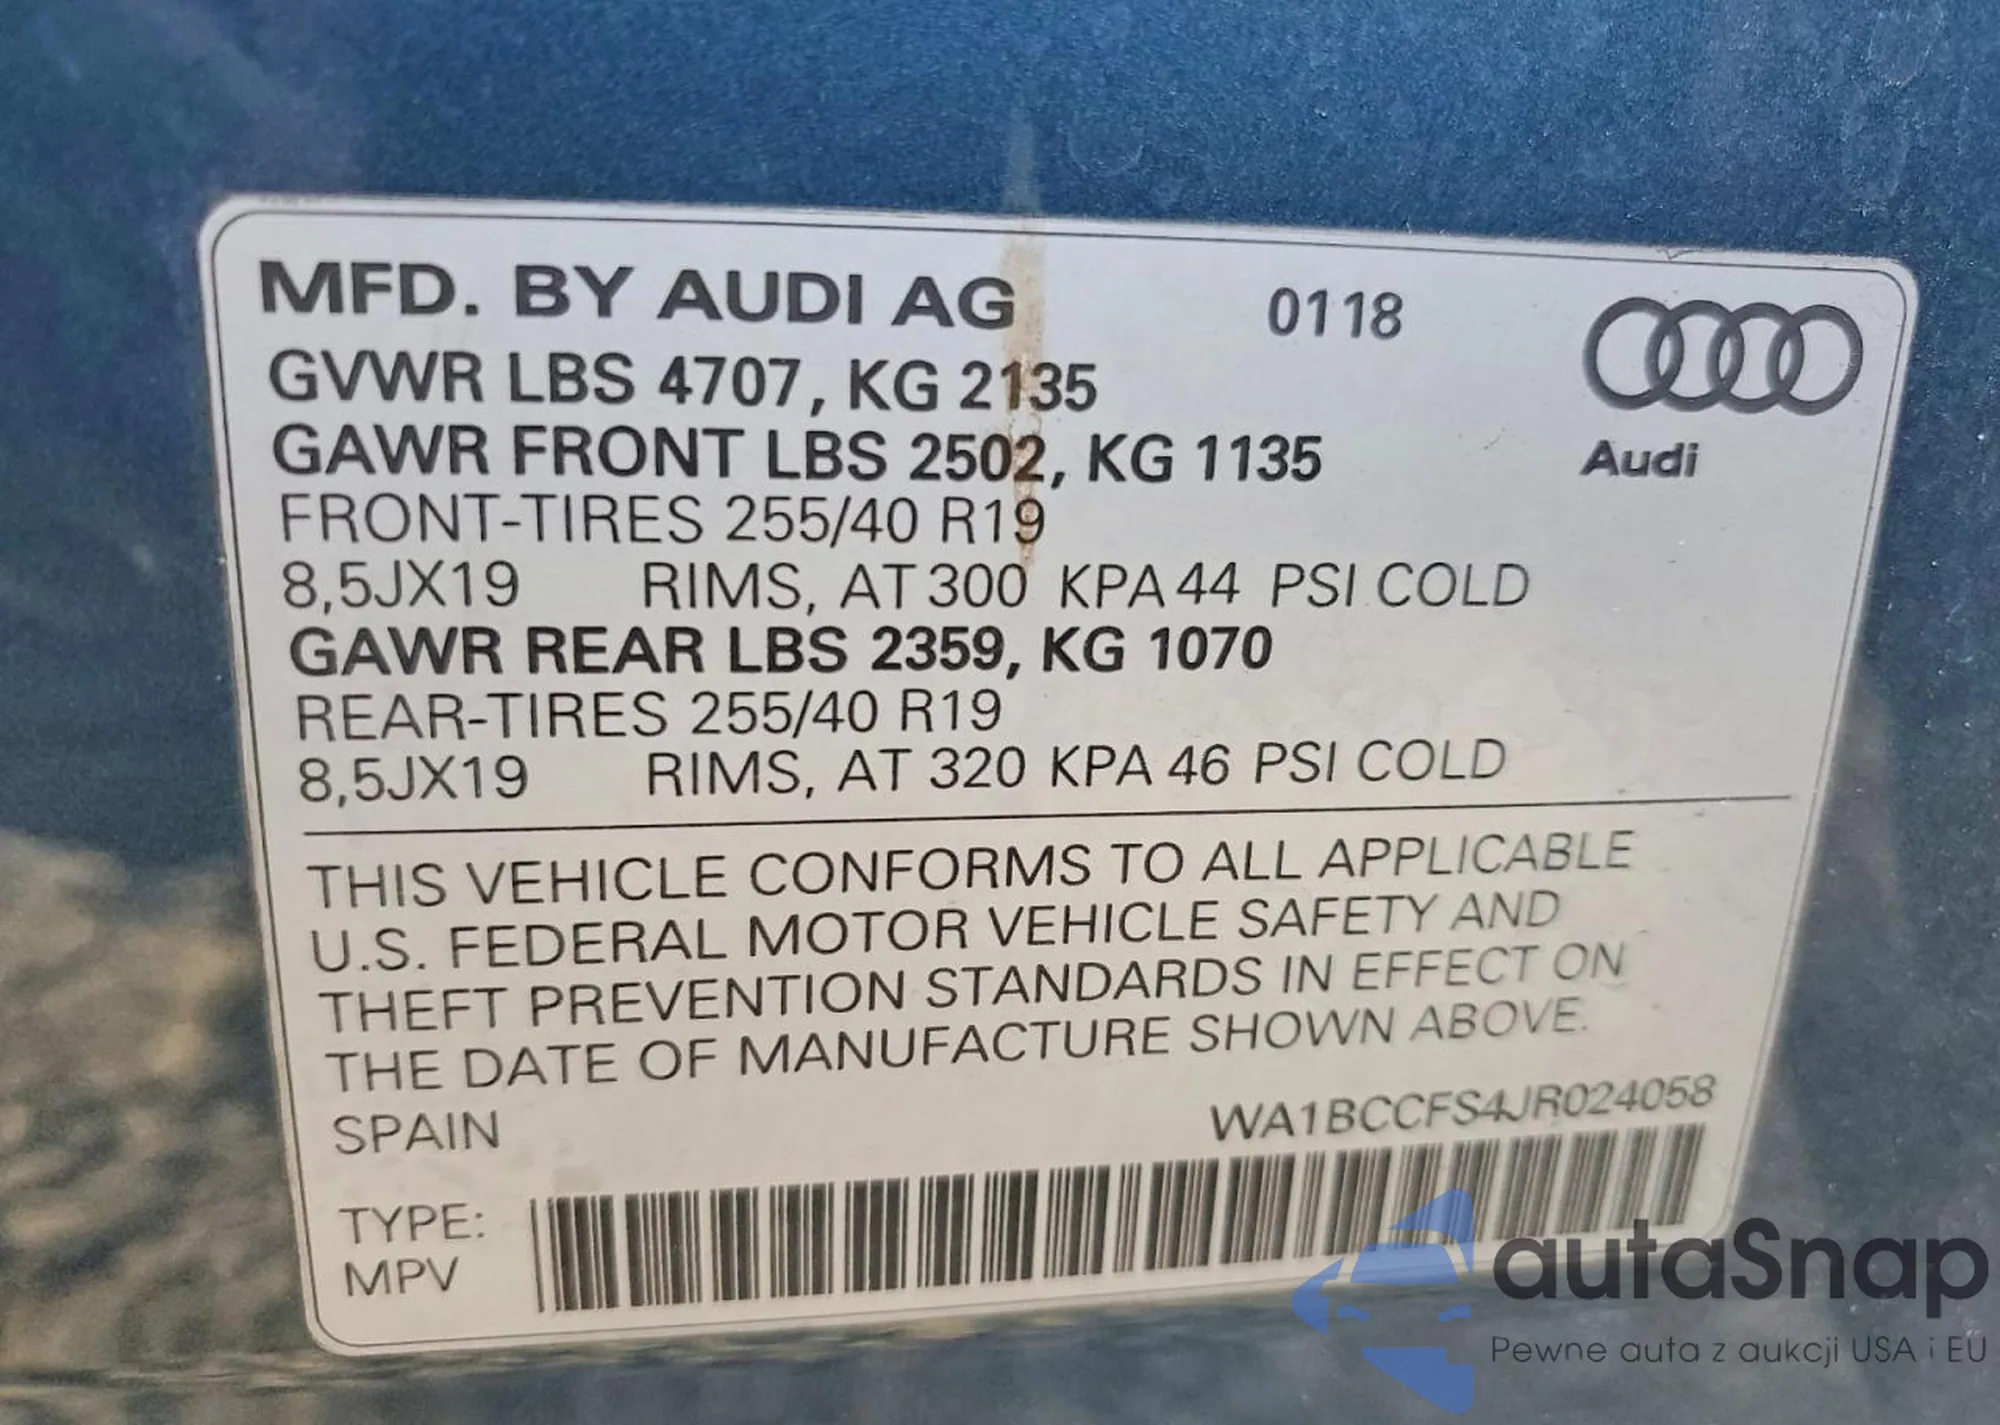 MFD. BY AUDI AG 0118
GVWR LBS 4707, KG 2135
GAWR FRONT LBS 2502, KG 1135
Audi
FRONT-TIRES 255/40 R19
8,5JX19 RIMS, AT 300 KPA 44 PSI COLD
GAWR REAR LBS 2359, KG 1070
REAR-TIRES 255/40 R19
8,5JX19 RIMS, AT 320 KPA 46 PSI COLD
THIS VEHICLE CONFORMS TO ALL APPLICABLE
U.S. FEDERAL MOTOR VEHICLE SAFETY AND
THEFT PREVENTION STANDARDS IN EFFECT ON
THE DATE OF MANUFACTURE SHOWN ABOVE.
SPAIN WA1BCCFS4JR024058
TYPE:
MPV
autaSnap
Pewne auta z aukcji USA i EU